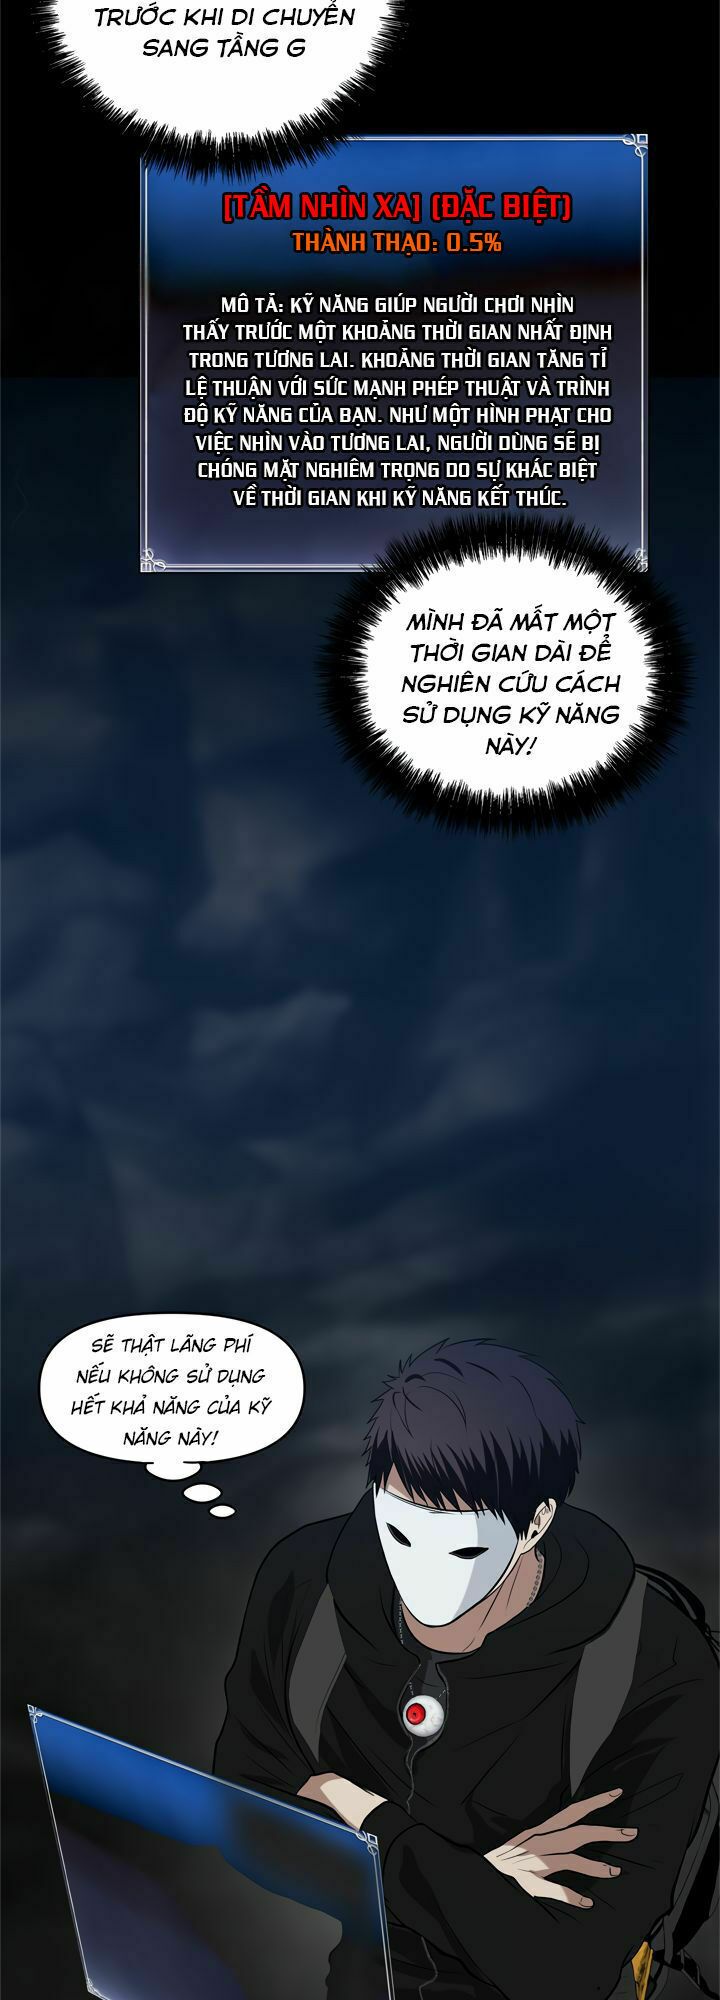 TRƯỚC KHI DI CHUYỂN
SANG TẦNG G
[TẦM NHÌN XA] (ĐẶC BIỆT)
THÀNH THẠO: 0.5%
MÔ TẢ: KỸ NĂNG GIÚP NGƯỜI CHƠI NHÌN
THẤY TRƯỚC MỘT KHOẢNG THỜI GIAN NHẤT ĐỊNH
TRONG TƯƠNG LAI. KHOẢNG THỜI GIAN TĂNG TỈ
LỆ THUẬN VỚI SỨC MẠNH PHÉP THUẬT VÀ TRÌNH
ĐỘ KỸ NĂNG CỦA BẠN. NHƯ MỘT HÌNH PHẠT CHO
VIỆC NHÌN VÀO TƯƠNG LAI, NGƯỜI DÙNG SẼ BỊ
CHÓNG MẶT NGHIÊM TRỌNG DO SỰ KHÁC BIỆT
VỀ THỜI GIAN KHI KỸ NĂNG KẾT THÚC.
MÌNH ĐÃ MẤT MỘT
THỜI GIAN DÀI ĐỂ
NGHIÊN CỨU CÁCH
SỬ DỤNG KỸ NĂNG
NÀY!
SẼ THẬT LÃNG PHÍ
NẾU KHÔNG SỬ DỤNG
HẾT KHẢ NĂNG CỦA KỸ
NĂNG NÀY!